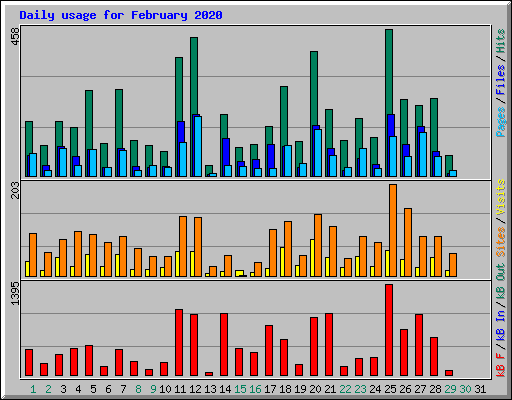 Daily usage for February 2020
458
Pages / Files / Hits
203
Sites / Visits
1395
kB F / kB In / kB Out
1 2 3 4 5 6 7 8 9 10 11 12 13 14 15 16 17 18 19 20 21 22 23 24 25 26 27 28 29 30 31